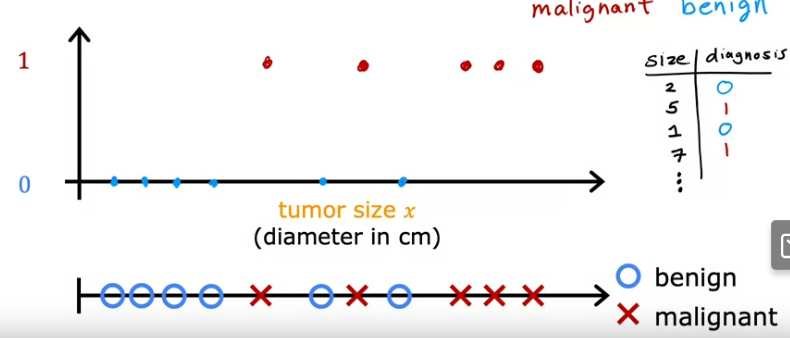 malignant benign
1
size diagnosis
2 0
5 1
1 0
7 1
⋮
0
tumor size x
(diameter in cm)
benign
malignant